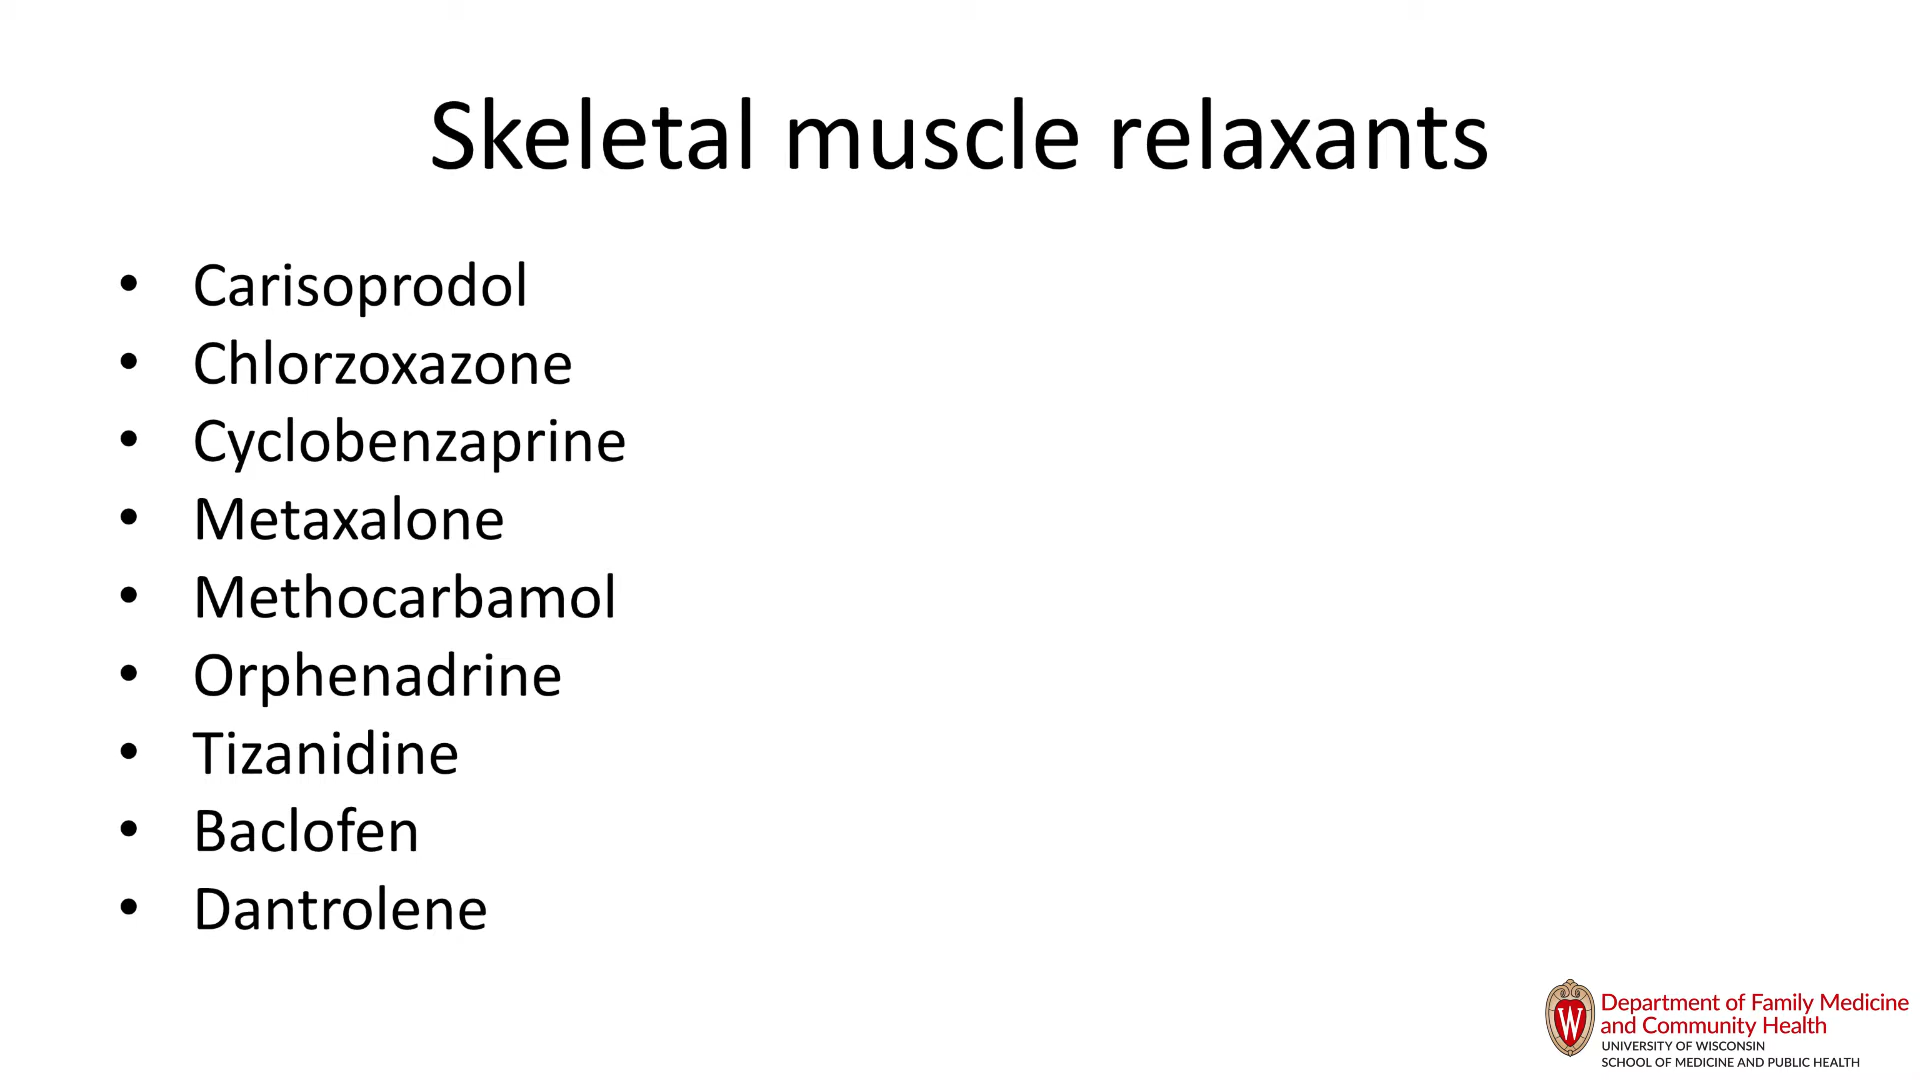 Skeletal muscle relaxants
• Carisoprodol
• Chlorzoxazone
• Cyclobenzaprine
• Metaxalone
• Methocarbamol
• Orphenadrine
• Tizanidine
• Baclofen
• Dantrolene
W
Department of Family Medicine
and Community Health
UNIVERSITY OF WISCONSIN
SCHOOL OF MEDICINE AND PUBLIC HEALTH